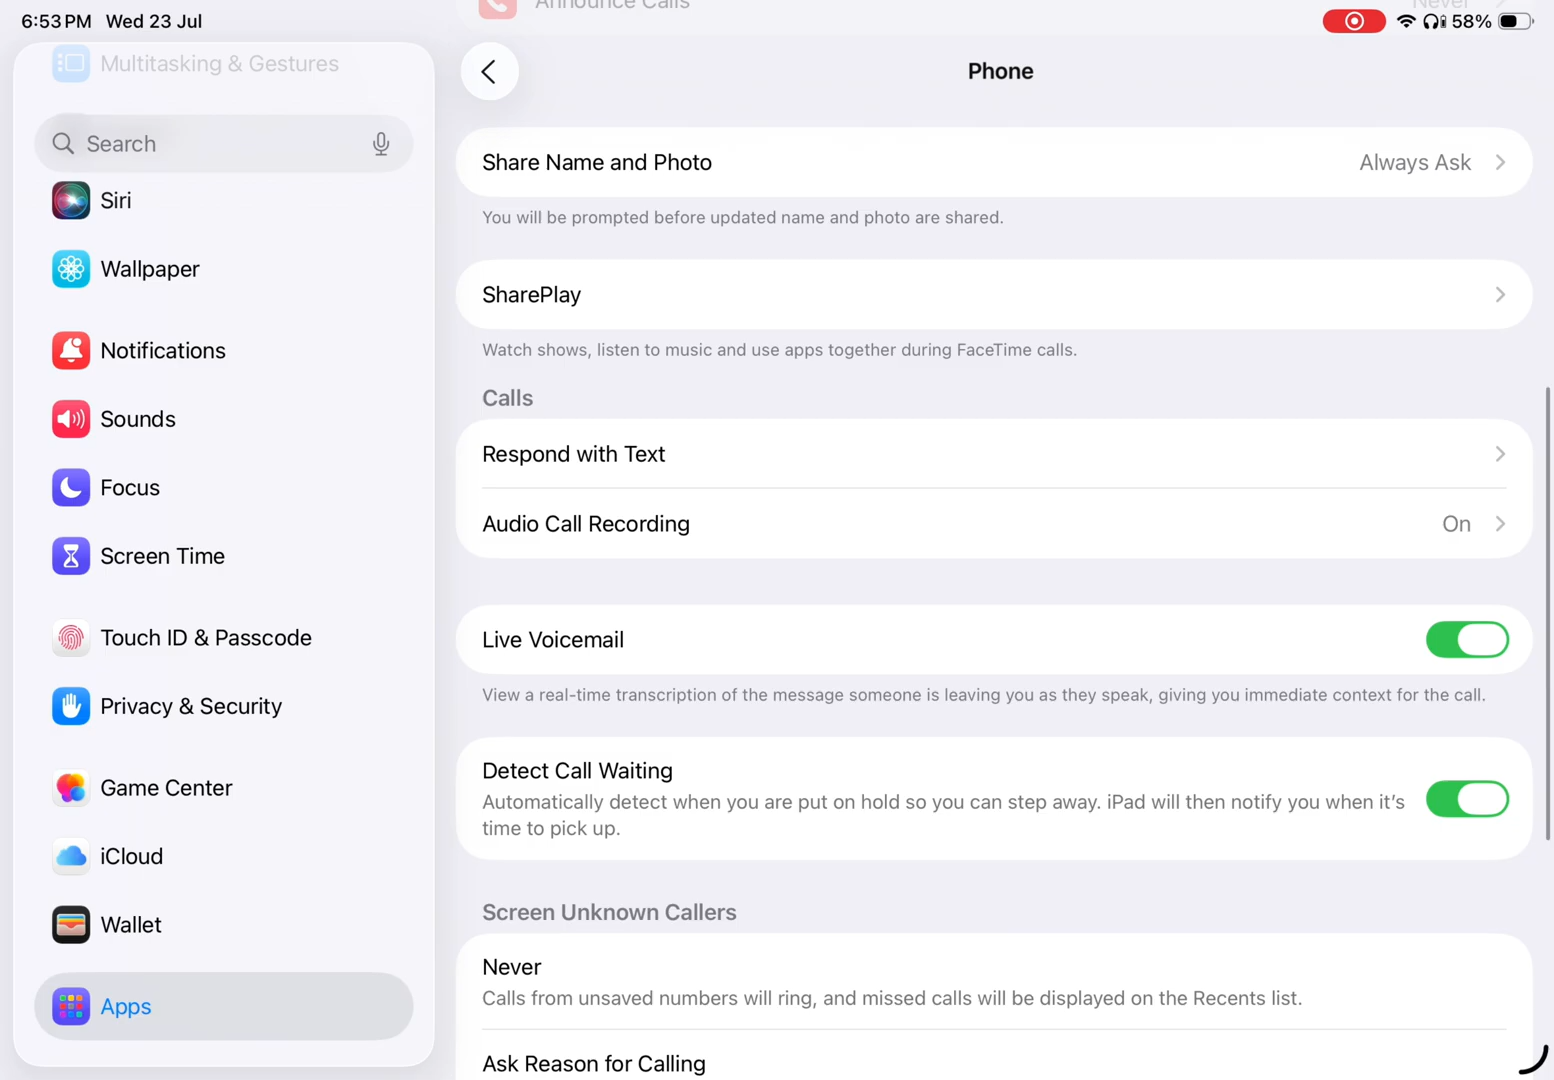 Announce Calls
Never
6:53 PM Wed 23 Jul
58%
Multitasking & Gestures
Search
Siri
Wallpaper
Notifications
Sounds
Focus
Screen Time
Touch ID & Passcode
Privacy & Security
Game Center
iCloud
Wallet
Apps
Phone
Share Name and Photo
Always Ask
You will be prompted before updated name and photo are shared.
SharePlay
Watch shows, listen to music and use apps together during FaceTime calls.
Calls
Respond with Text
Audio Call Recording
On
Live Voicemail
View a real-time transcription of the message someone is leaving you as they speak, giving you immediate context for the call.
Detect Call Waiting
Automatically detect when you are put on hold so you can step away. iPad will then notify you when it's
time to pick up.
Screen Unknown Callers
Never
Calls from unsaved numbers will ring, and missed calls will be displayed on the Recents list.
Ask Reason for Calling